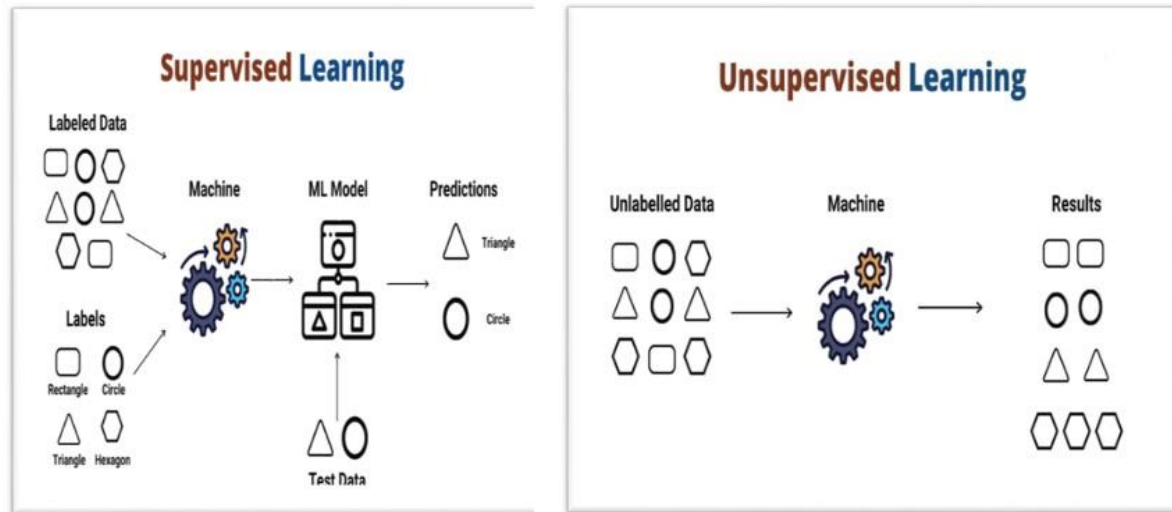 Supervised Learning
Labeled Data
Machine
ML Model
Predictions
Triangle
Circle
Labels
Rectangle Circle
Triangle Hexagon
Test Data
Unsupervised Learning
Unlabelled Data
Machine
Results